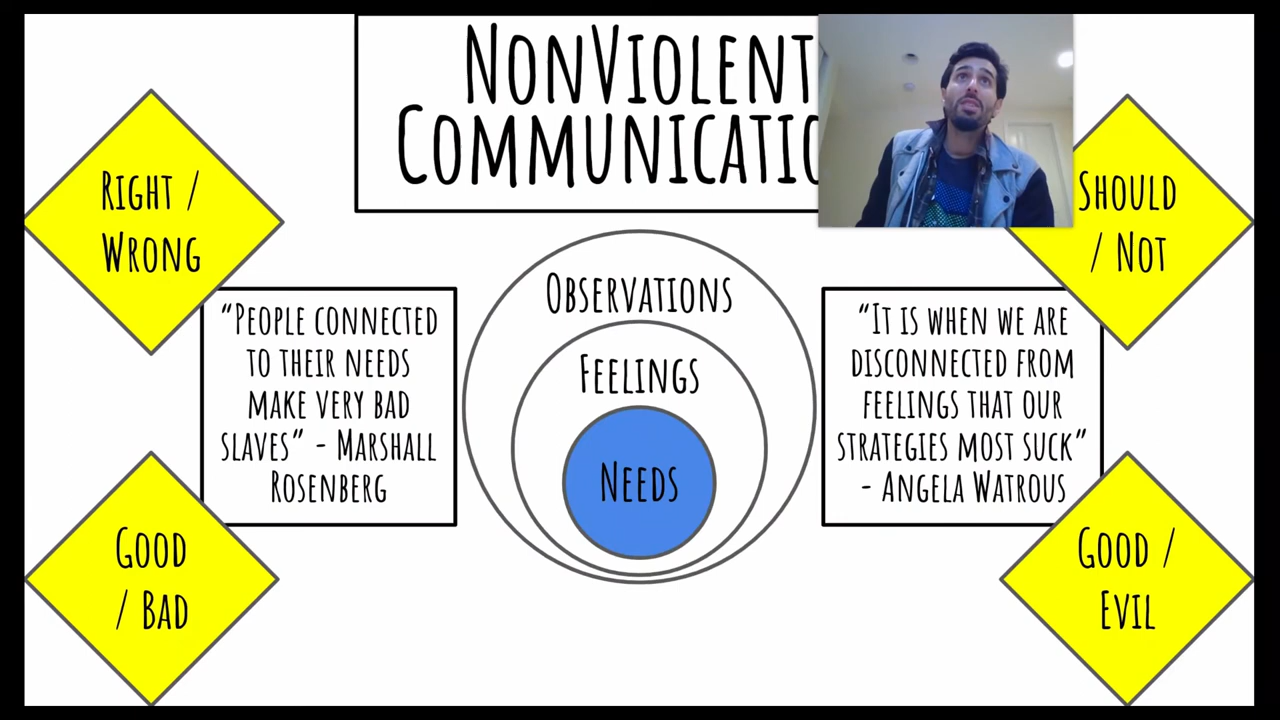 NonViolent
Communicatio
Right /
Wrong
Should
/ Not
"People connected
to their needs
make very bad
slaves" - Marshall
Rosenberg
Observations
Feelings
Needs
"It is when we are
disconnected from
feelings that our
strategies most suck"
- Angela Watrous
Good
/ Bad
Good /
Evil